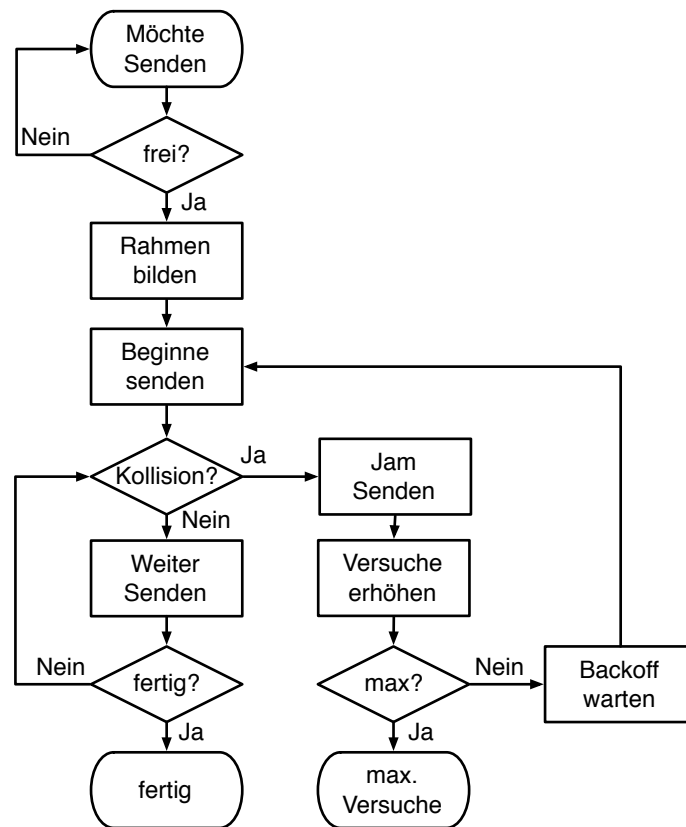 Möchte
Senden
Nein
frei?
Ja
Rahmen
bilden
Beginne
senden
Kollision?
Ja
Jam
Senden
Nein
Weiter
Senden
Versuche
erhöhen
Nein
fertig?
max?
Nein
Backoff
warten
Ja
Ja
fertig
max.
Versuche